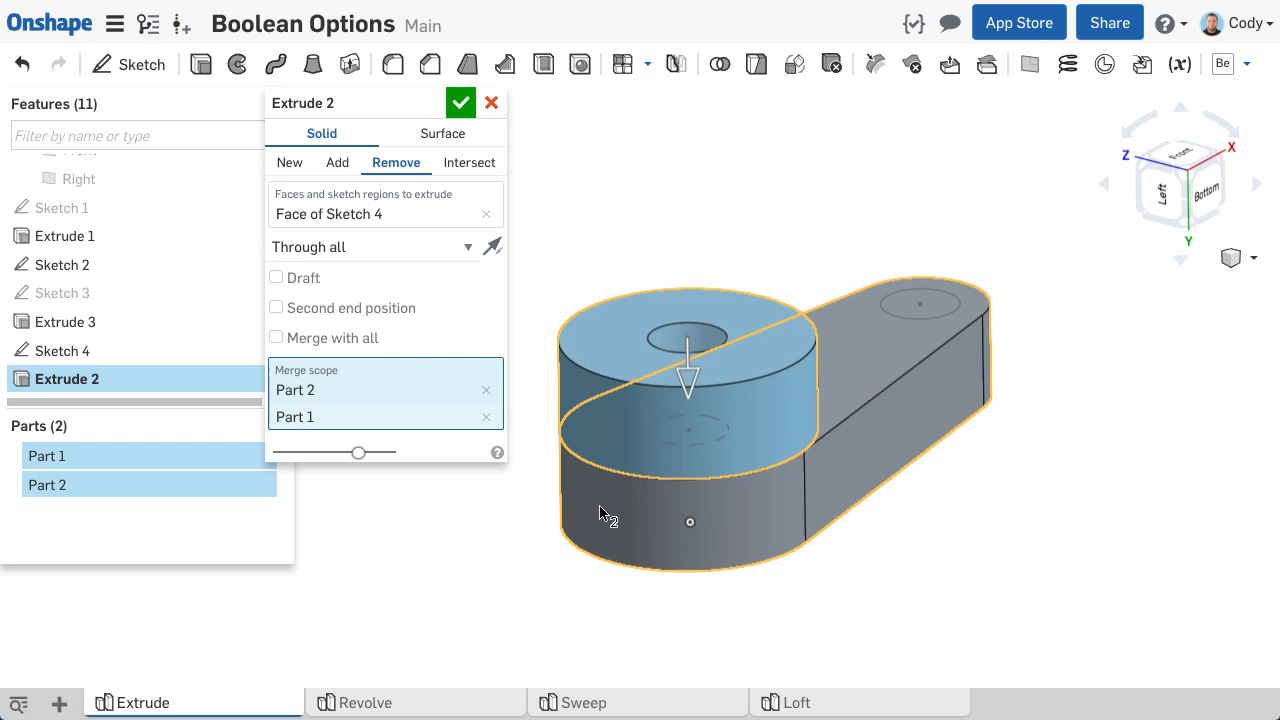 Onshape
Boolean Options Main
App Store
Share
Cody
Sketch
(x)
Be
Features (11)
Filter by name or type
Front
Right
Sketch 1
Extrude 1
Sketch 2
Sketch 3
Extrude 3
Sketch 4
Extrude 2
Parts (2)
Part 1
Part 2
Extrude 2
Solid Surface
New Add Remove Intersect
Faces and sketch regions to extrude
Face of Sketch 4
Through all
Draft
Second end position
Merge with all
Merge scope
Part 2
Part 1
2
Front
Left
Bottom
Z
X
Y
Extrude
Revolve
Sweep
Loft